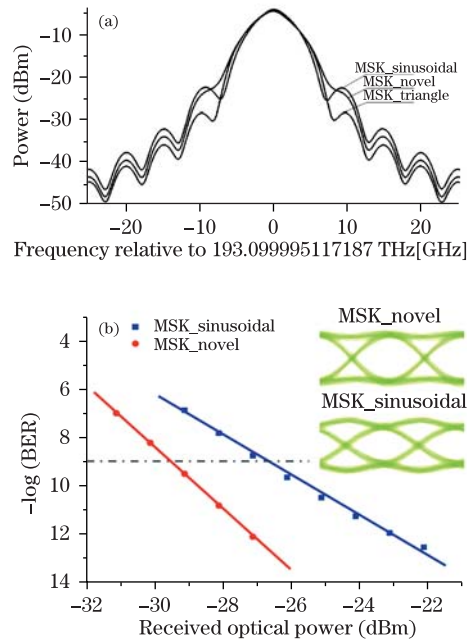 (a)
MSK_sinusoidal
MSK_novel
MSK_triangle
Power (dBm)
−10
−20
−30
−40
−50
−20
−10
0
10
20
Frequency relative to 193.099995117187 THz[GHz]
(b)
MSK_sinusoidal
MSK_novel
MSK_novel
MSK_sinusoidal
-log (BER)
4
6
8
10
12
14
−32
−30
−28
−26
−24
−22
Received optical power (dBm)